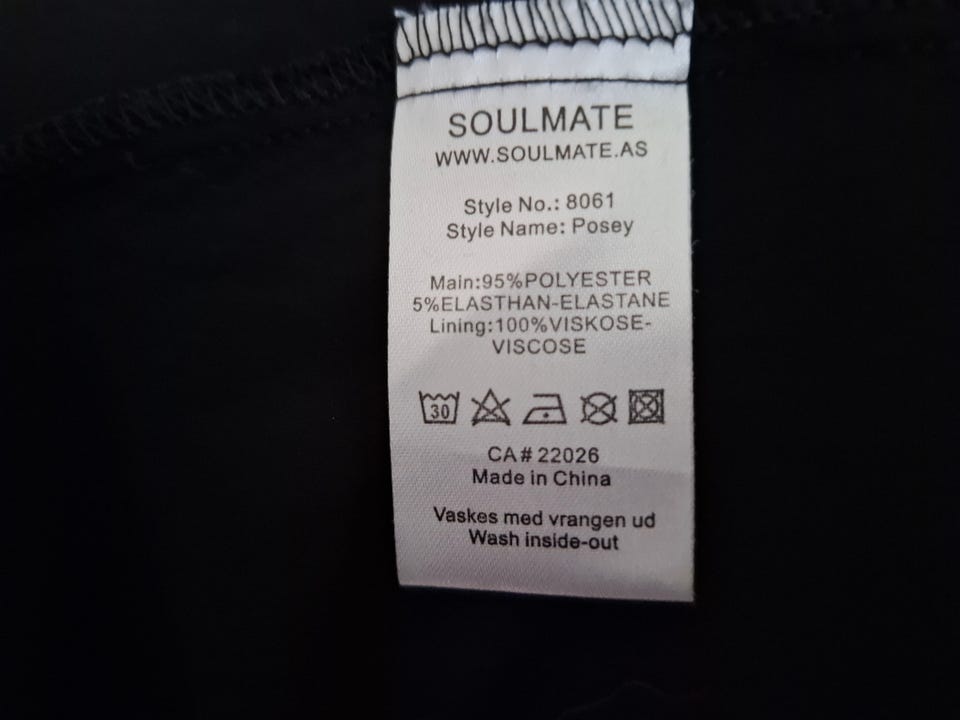 SOULMATE
WWW.SOULMATE.AS
Style No.: 8061
Style Name: Posey
Main:95%POLYESTER
5%ELASTHAN-ELASTANE
Lining:100%VISKOSE-
VISCOSE
30
CA# 22026
Made in China
Vaskes med vrangen ud
Wash inside-out